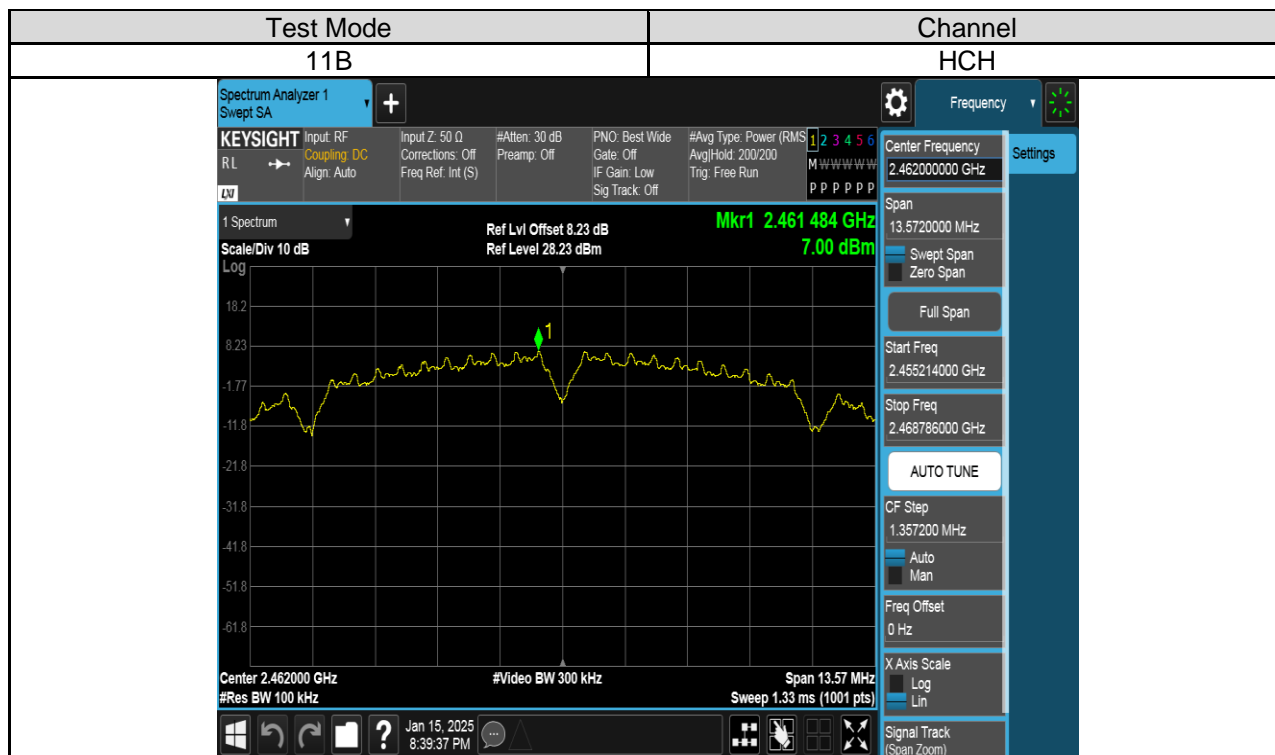 Test Mode Channel
11B HCH
Spectrum Analyzer 1
Swept SA
+
Frequency
KEYSIGHT
RL
LXI
Input: RF
Coupling: DC
Align: Auto
Input Z: 50 Ω
Corrections: Off
Freq Ref: Int (S)
#Atten: 30 dB
Preamp: Off
PNO: Best Wide
Gate: Off
IF Gain: Low
Sig Track: Off
#Avg Type: Power (RMS
Avg|Hold: 200/200
Trig: Free Run
1 2 3 4 5 6
M W W W W W
P P P P P P
1 Spectrum
Scale/Div 10 dB
Log
Ref Lvl Offset 8.23 dB
Ref Level 28.23 dBm
Mkr1 2.461 484 GHz
7.00 dBm
1
18.2
8.23
-1.77
-11.8
-21.8
-31.8
-41.8
-51.8
-61.8
Center 2.462000 GHz
#Res BW 100 kHz
#Video BW 300 kHz
Span 13.57 MHz
Sweep 1.33 ms (1001 pts)
?
Jan 15, 2025
8:39:37 PM
Center Frequency
2.462000000 GHz
Span
13.5720000 MHz
Swept Span
Zero Span
Full Span
Start Freq
2.455214000 GHz
Stop Freq
2.468786000 GHz
AUTO TUNE
CF Step
1.357200 MHz
Auto
Man
Freq Offset
0 Hz
X Axis Scale
Log
Lin
Signal Track
(Span Zoom)
Settings